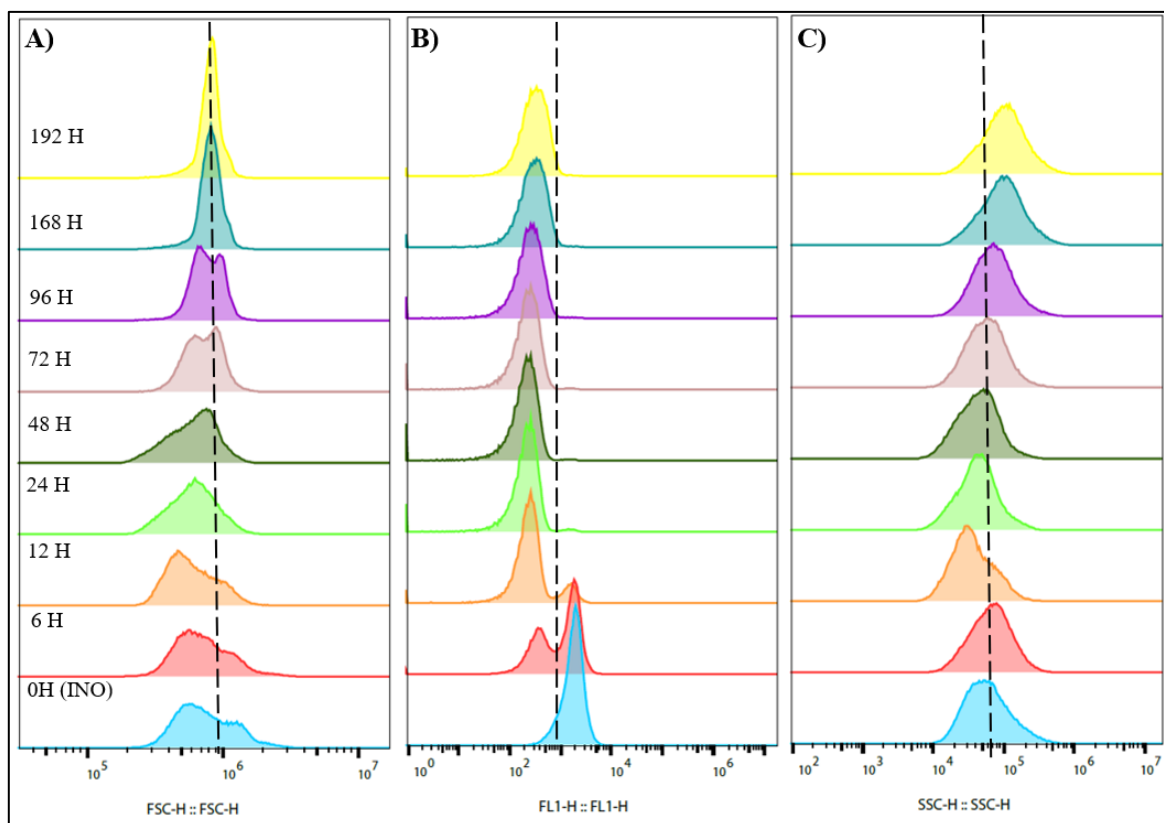 A)
B)
C)
192 H
168 H
96 H
72 H
48 H
24 H
12 H
6 H
0H (INO)
10^5 10^6 10^7
10^0 10^2 10^4 10^6
10^2 10^3 10^4 10^5 10^6 10^7
FSC-H :: FSC-H
FL1-H :: FL1-H
SSC-H :: SSC-H